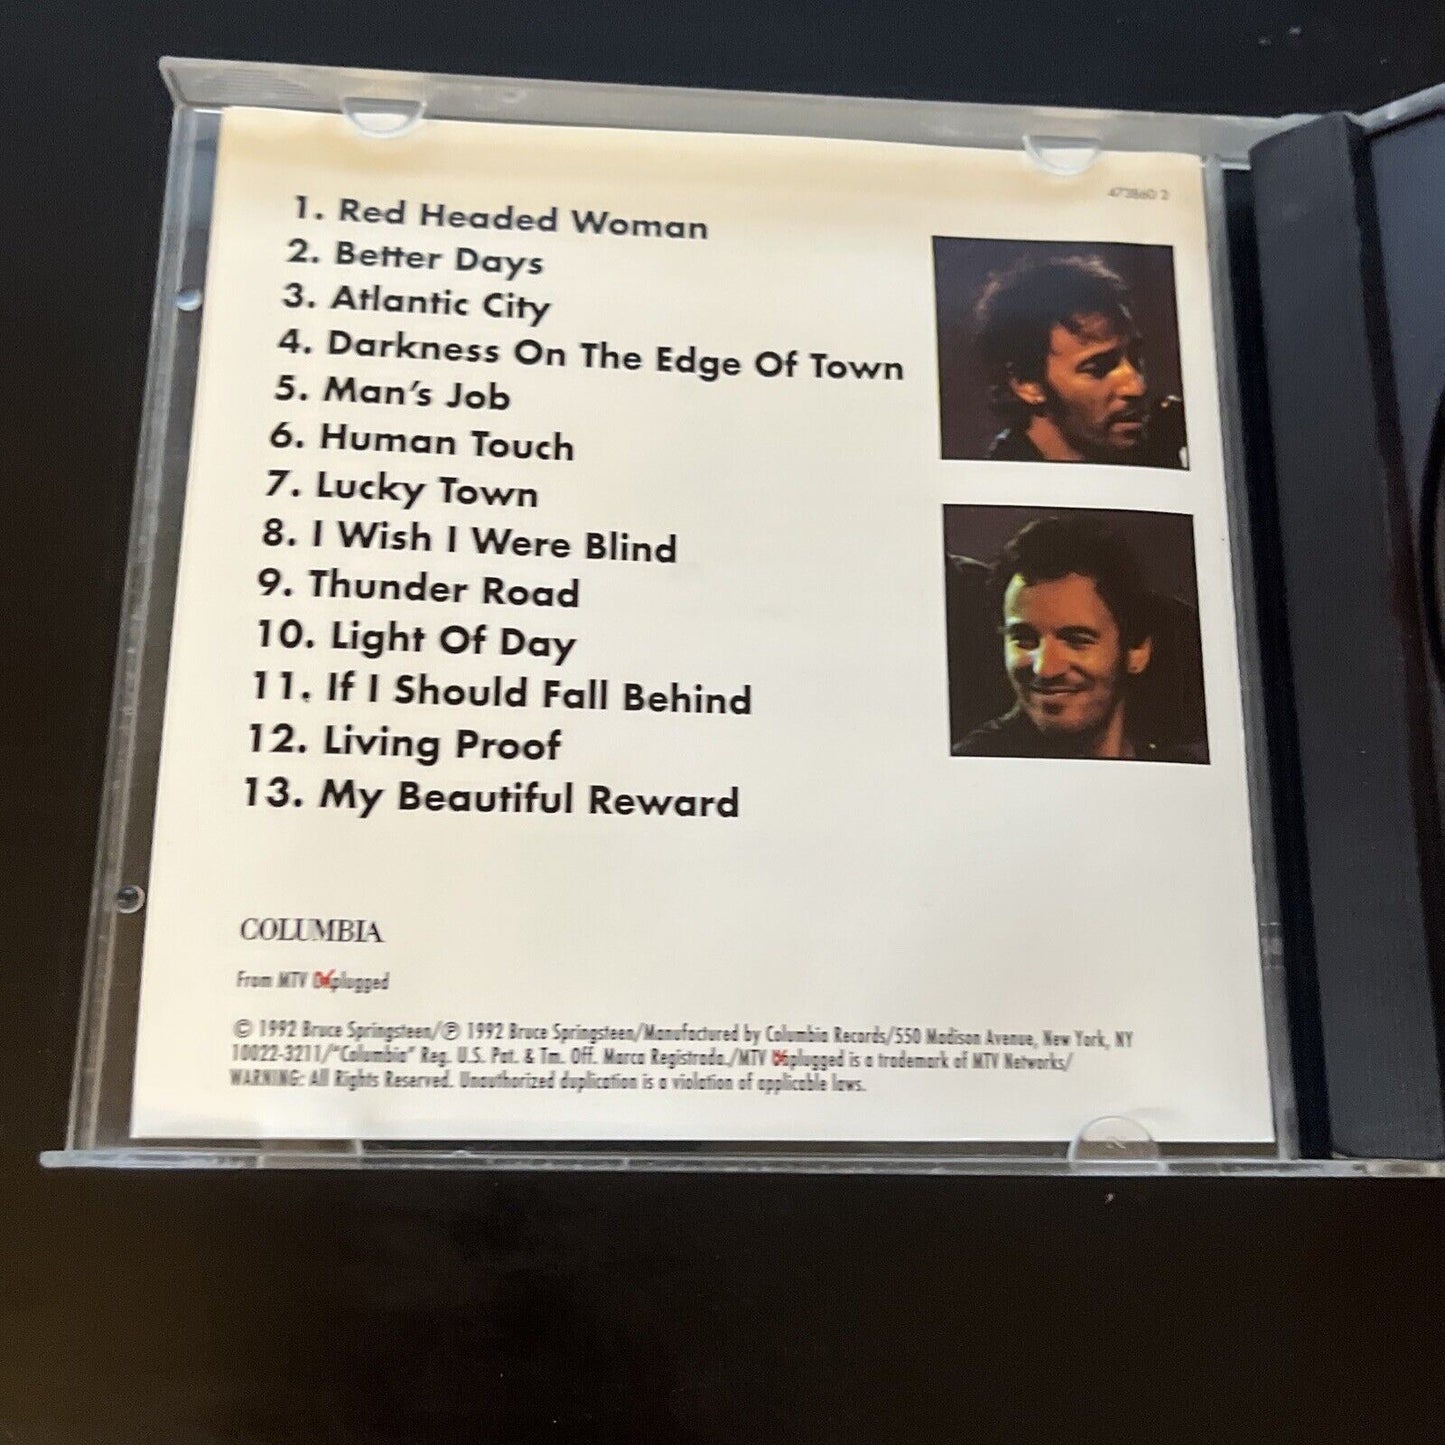 473860 2
1. Red Headed Woman
2. Better Days
3. Atlantic City
4. Darkness On The Edge Of Town
5. Man's Job
6. Human Touch
7. Lucky Town
8. I Wish I Were Blind
9. Thunder Road
10. Light Of Day
11. If I Should Fall Behind
12. Living Proof
13. My Beautiful Reward
COLUMBIA
From MTV plugged
© 1992 Bruce Springsteen/℗ 1992 Bruce Springsteen/Manufactured by Columbia Records/550 Madison Avenue, New York, NY
10022-3211/"Columbia" Reg. U.S. Pat. & Tm. Off. Marca Registrada./MTV plugged is a trademark of MTV Networks/
WARNING: All Rights Reserved. Unauthorized duplication is a violation of applicable laws.